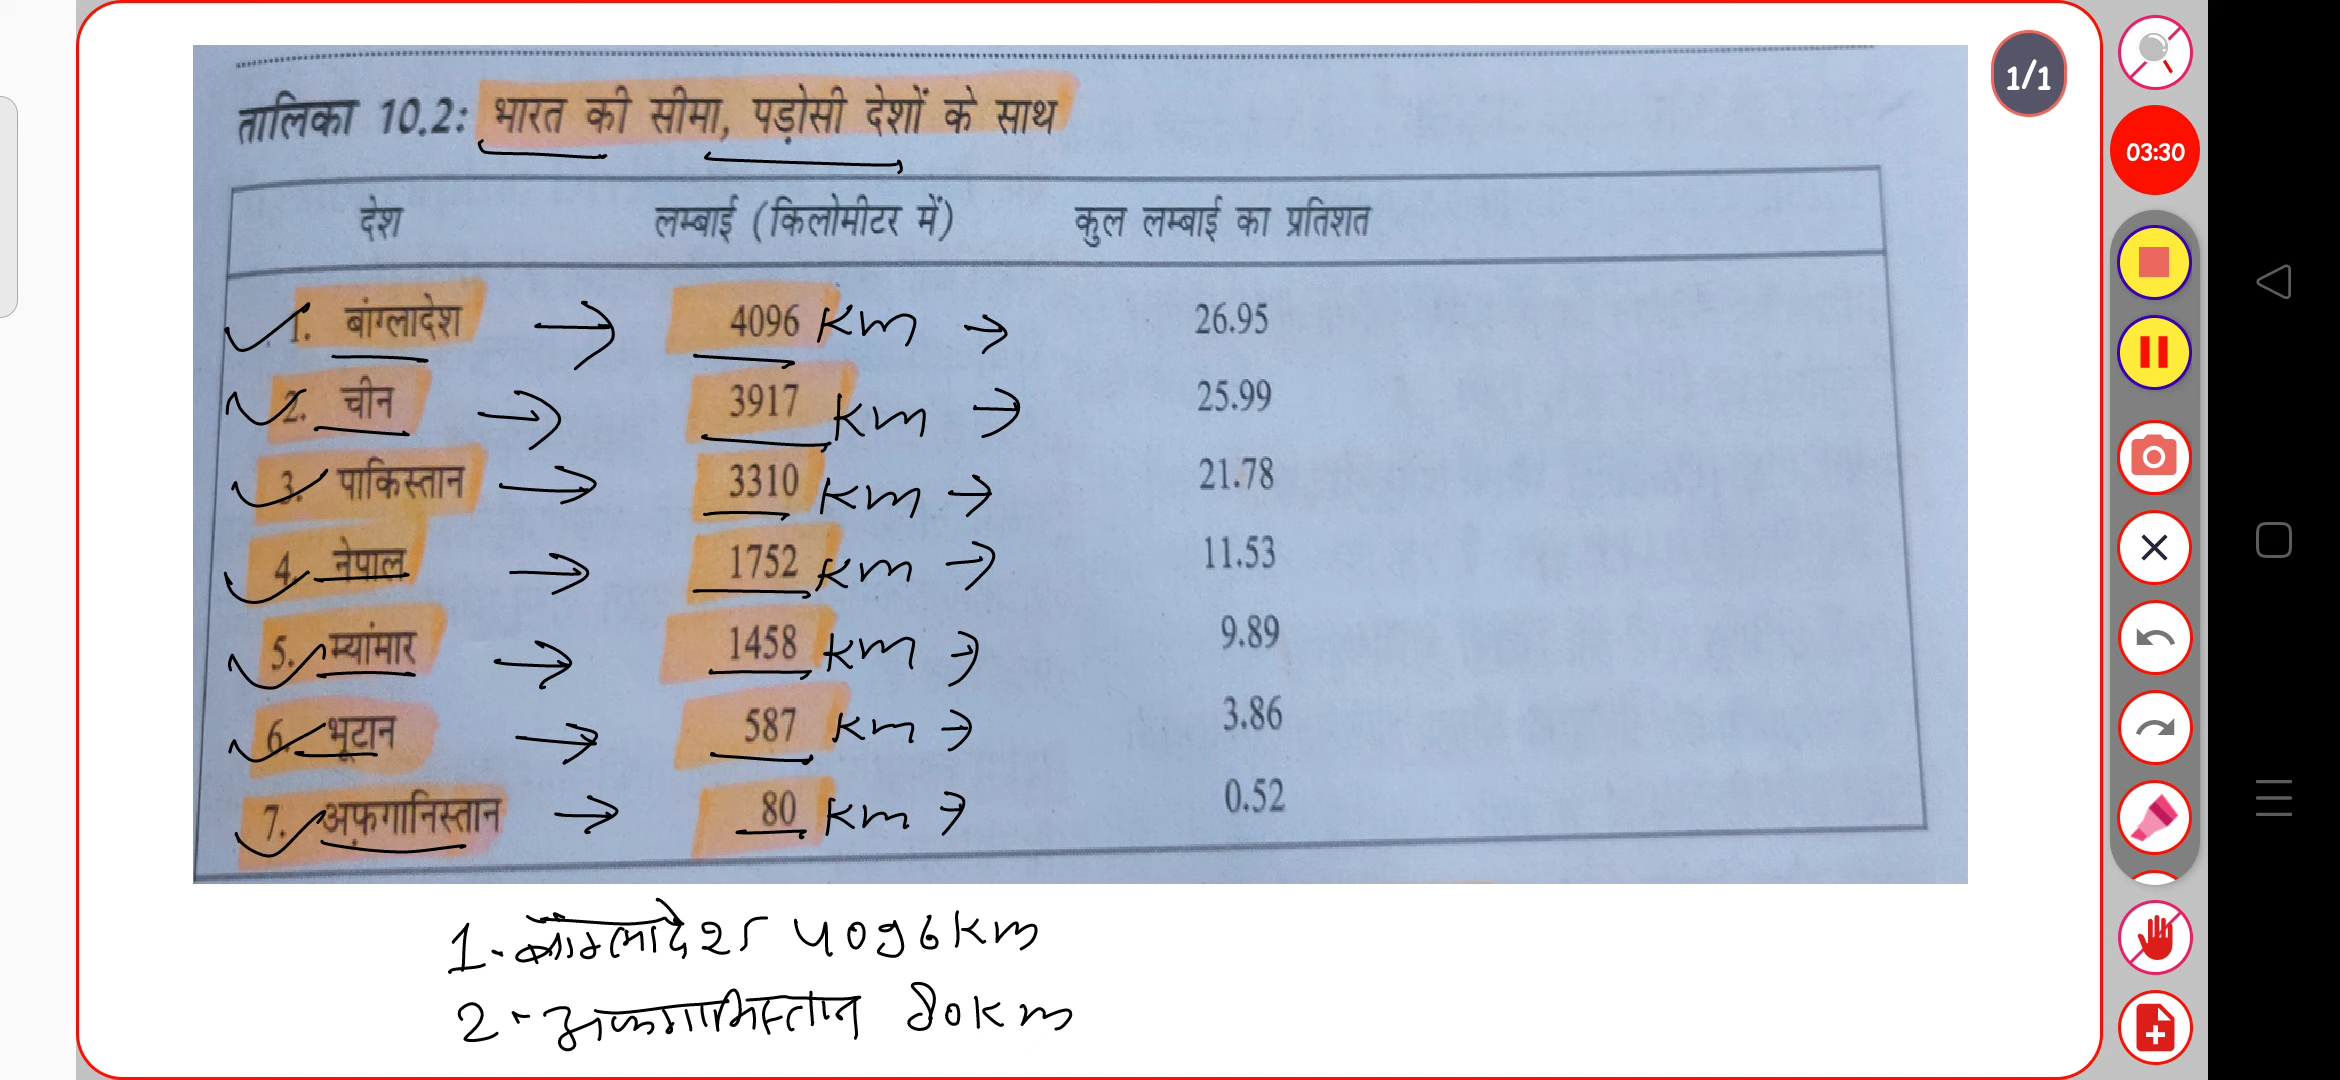 तालिका 10.2: भारत की सीमा, पड़ोसी देशों के साथ
1/1
03:30
देश लम्बाई (किलोमीटर में) कुल लम्बाई का प्रतिशत
1. बांग्लादेश → 4096 Km → 26.95
2. चीन → 3917 Km → 25.99
3. पाकिस्तान → 3310 Km → 21.78
4. नेपाल → 1752 Km → 11.53
5. म्यांमार → 1458 Km → 9.89
6. भूटान → 587 Km → 3.86
7. अफ़गानिस्तान → 80 Km → 0.52
1. बांग्लादेश 4096 Km
2. अफगानिस्तान 80 Km